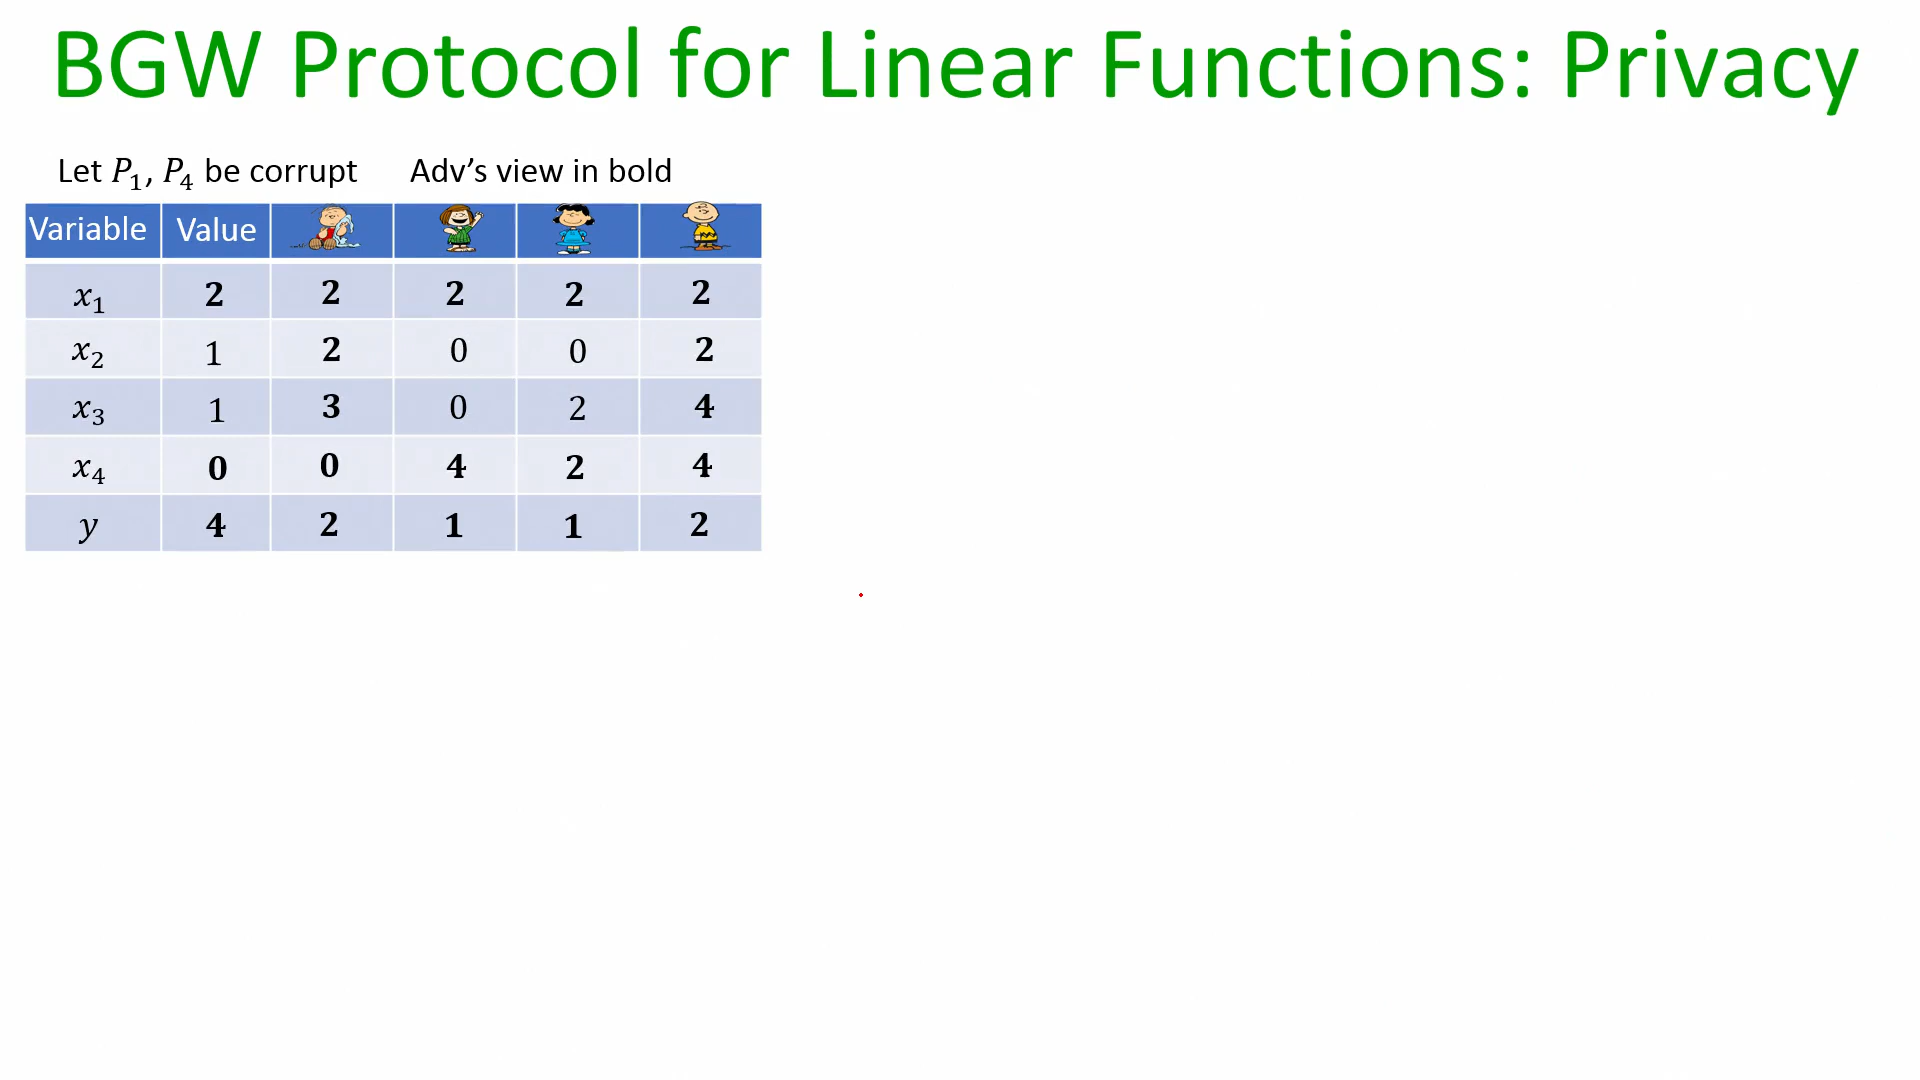 BGW Protocol for Linear Functions: Privacy
Let P₁, P₄ be corrupt Adv’s view in bold
Variable Value
x₁ 2 2 2 2 2
x₂ 1 2 0 0 2
x₃ 1 3 0 2 4
x₄ 0 0 4 2 4
y 4 2 1 1 2